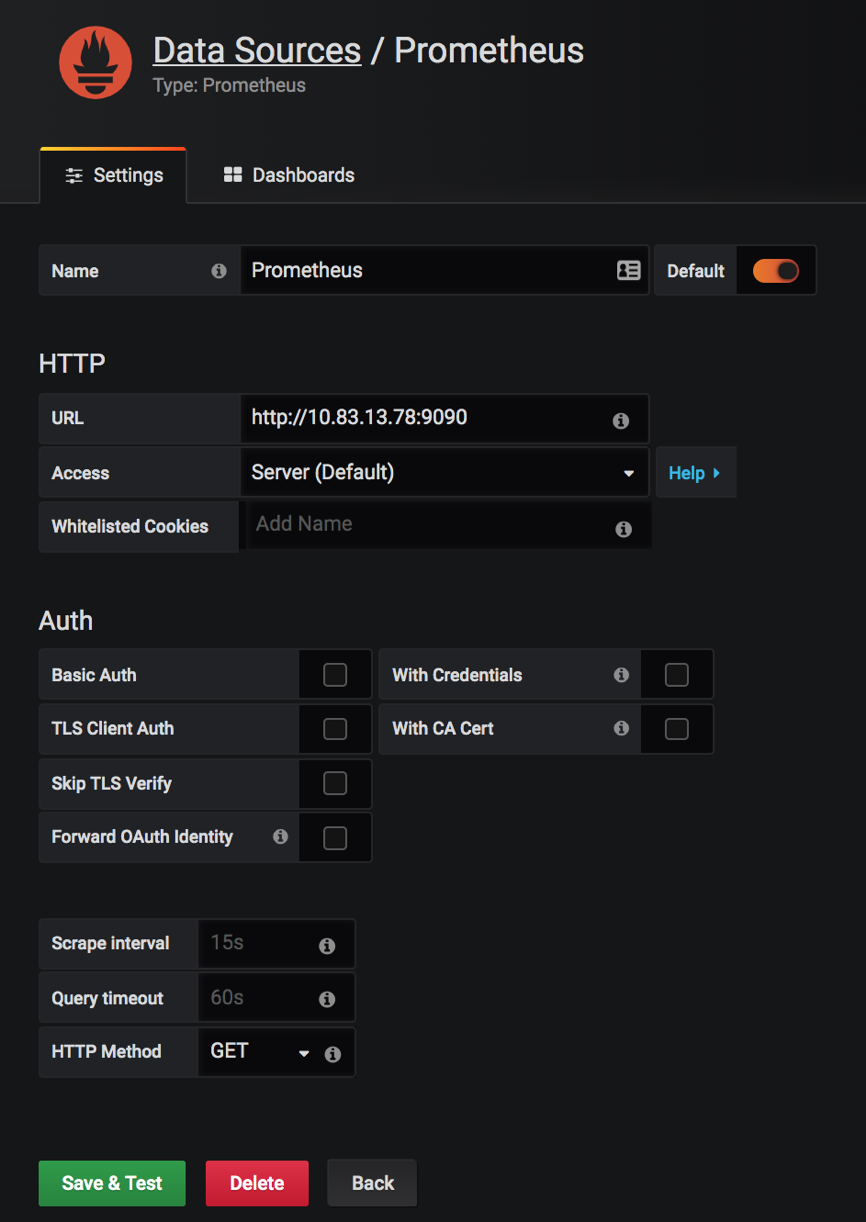 Data Sources / Prometheus
Type: Prometheus
Settings Dashboards
Name Prometheus Default
HTTP
URL http://10.83.13.78:9090
Access Server (Default) Help
Whitelisted Cookies Add Name
Auth
Basic Auth With Credentials
TLS Client Auth With CA Cert
Skip TLS Verify
Forward OAuth Identity
Scrape interval 15s
Query timeout 60s
HTTP Method GET
Save & Test Delete Back